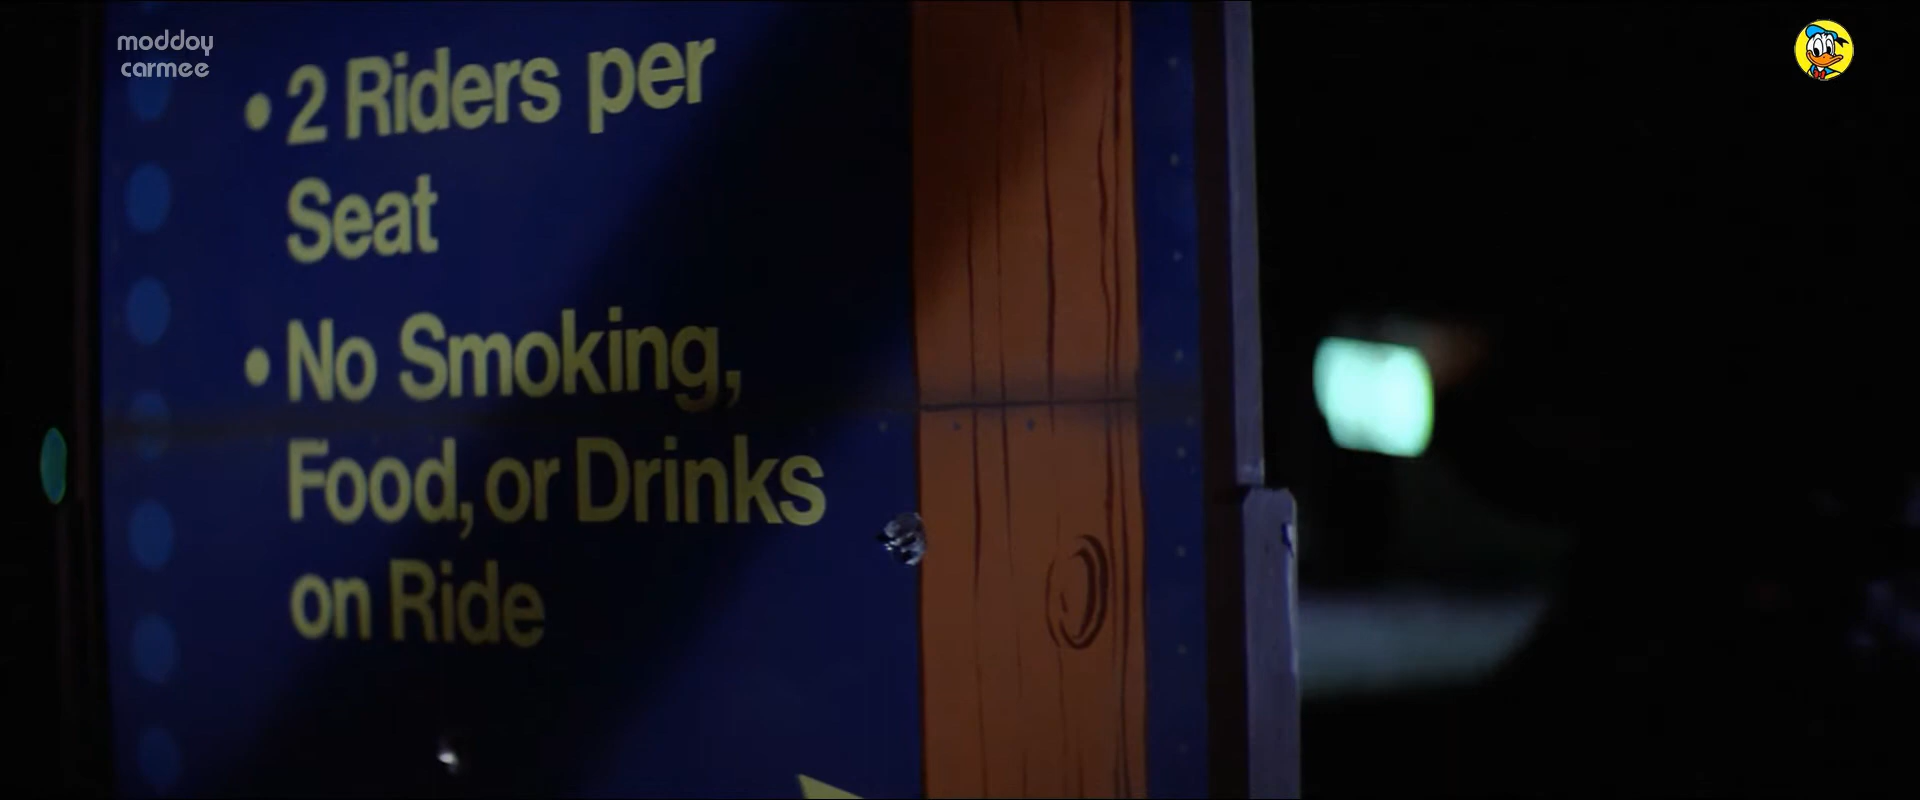 moddoy
carmee
• 2 Riders per
Seat
• No Smoking,
Food, or Drinks
on Ride